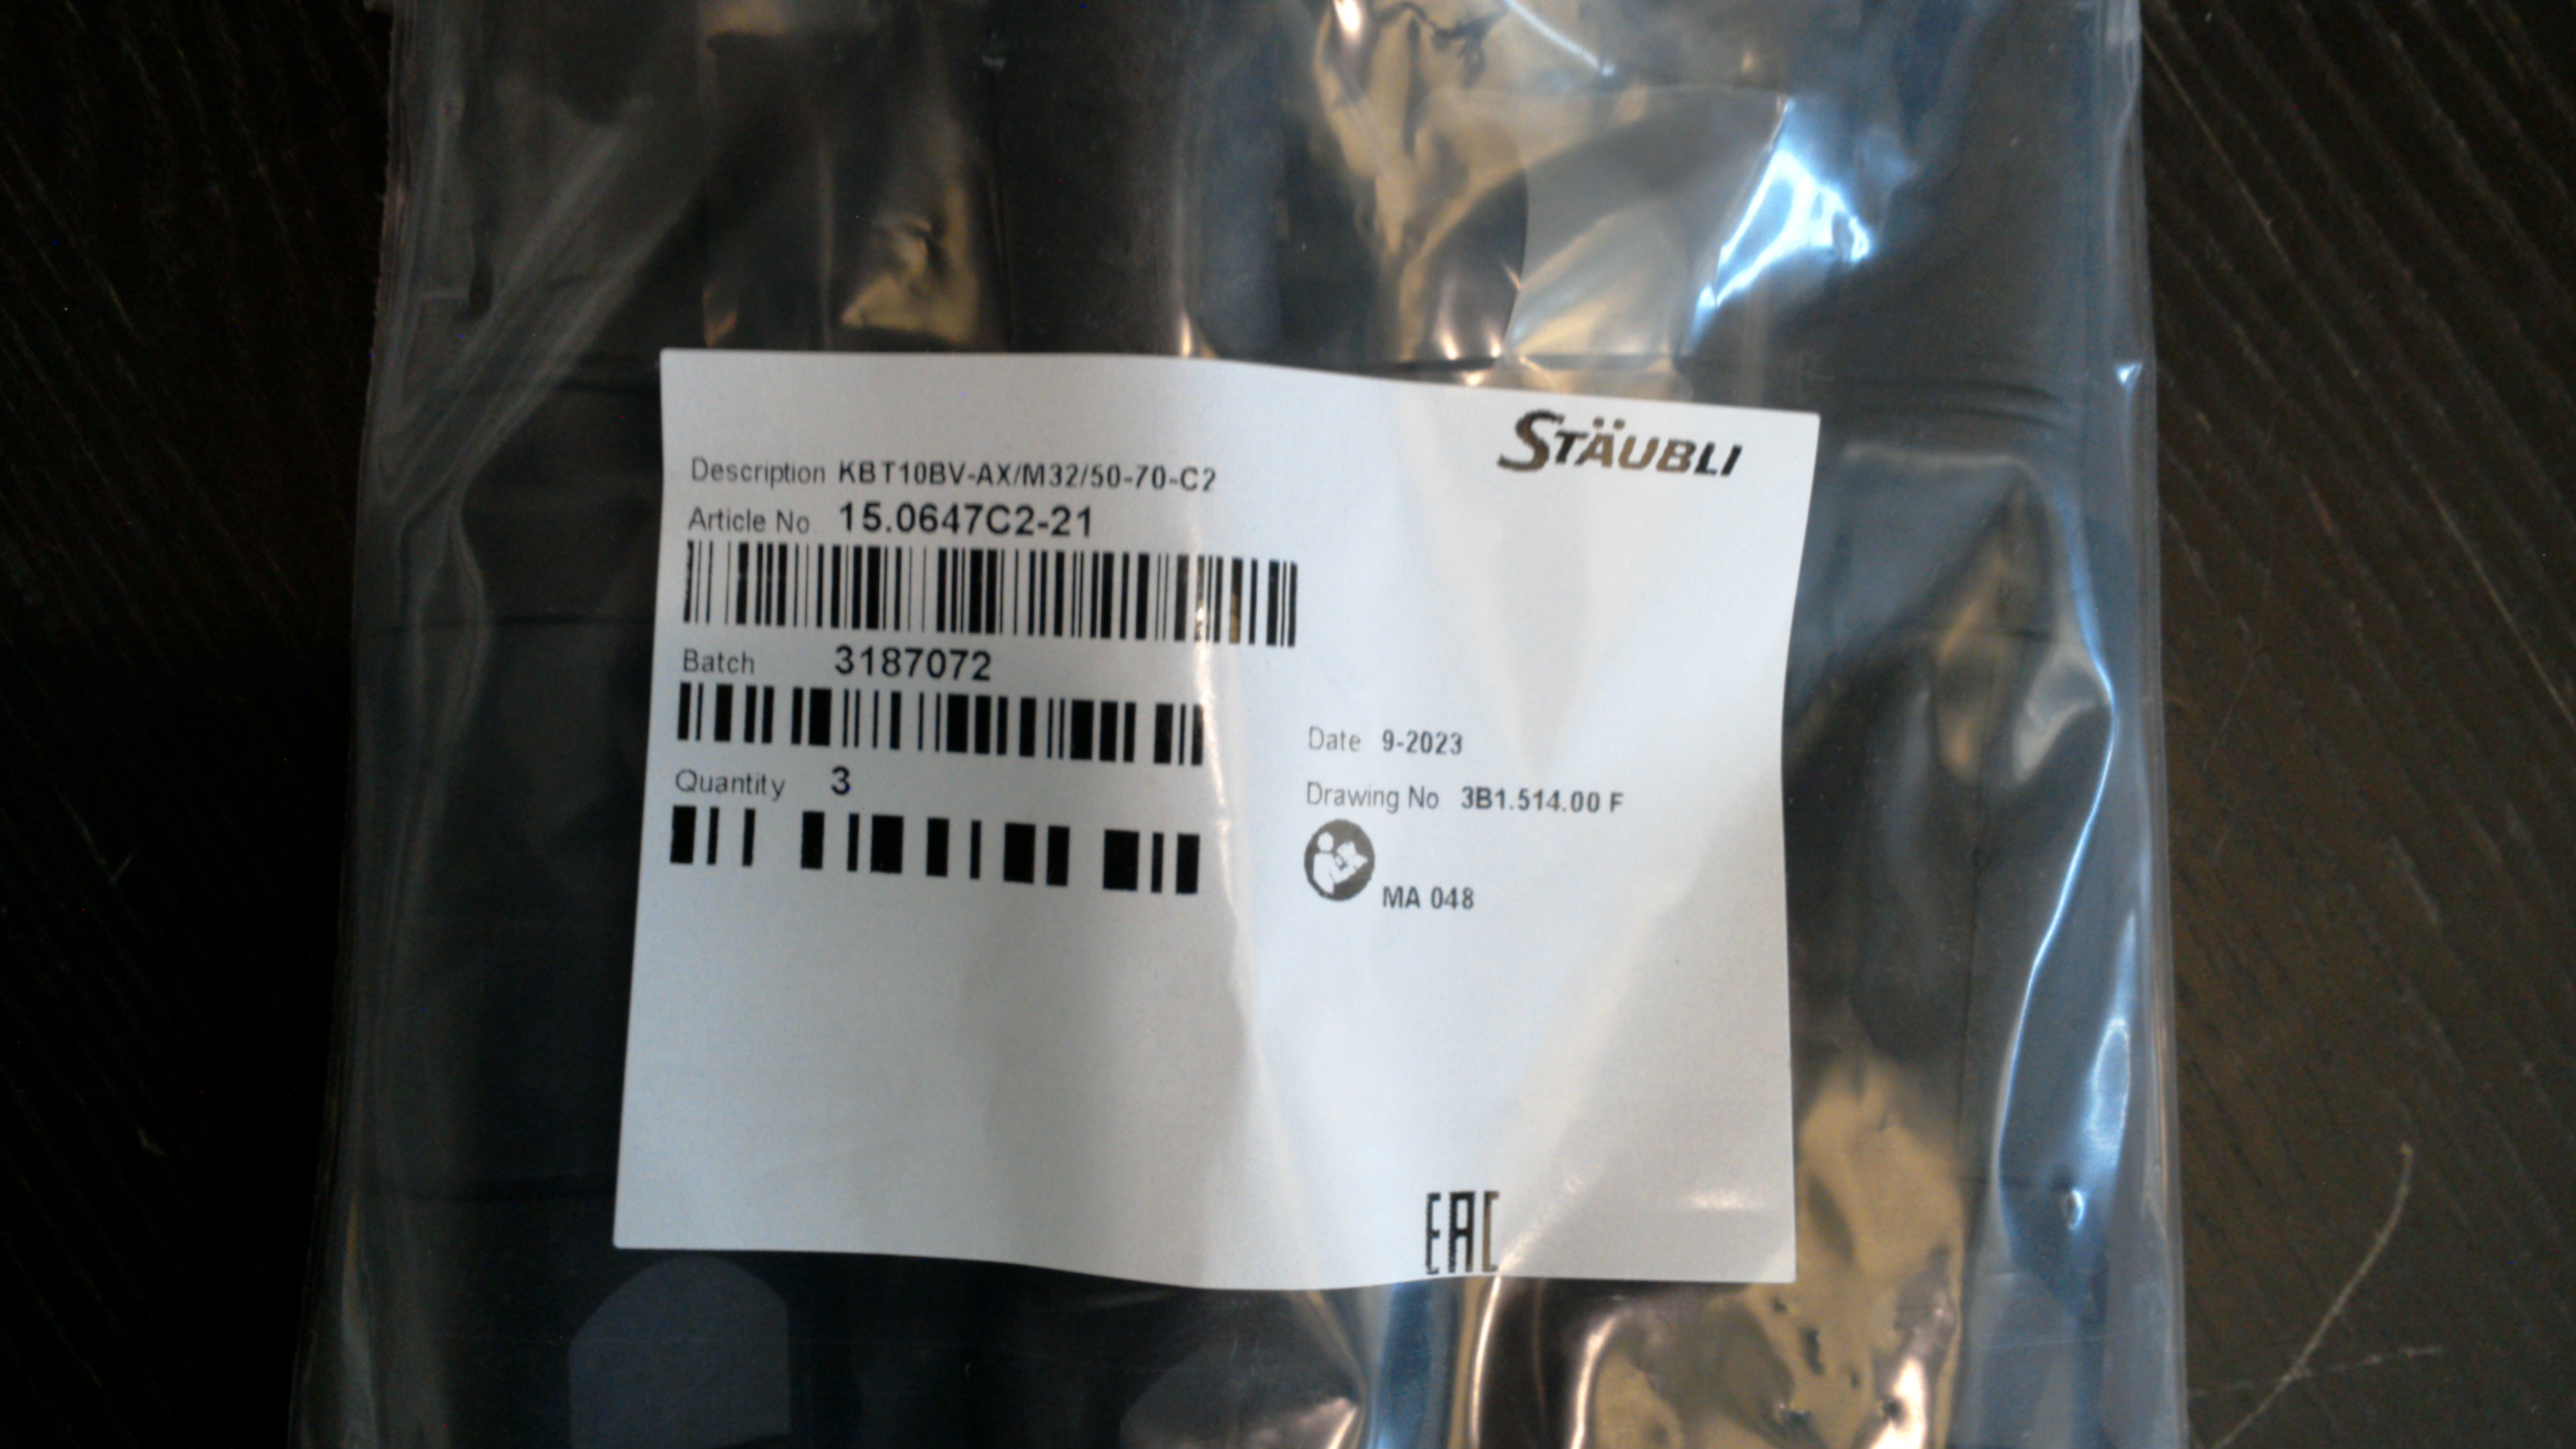 STÄUBLI
Description KBT10BV-AX/M32/50-70-C2
Article No 15.0647C2-21
Batch 3187072
Quantity 3
Date 9-2023
Drawing No 3B1.514.00 F
MA 048
EAC